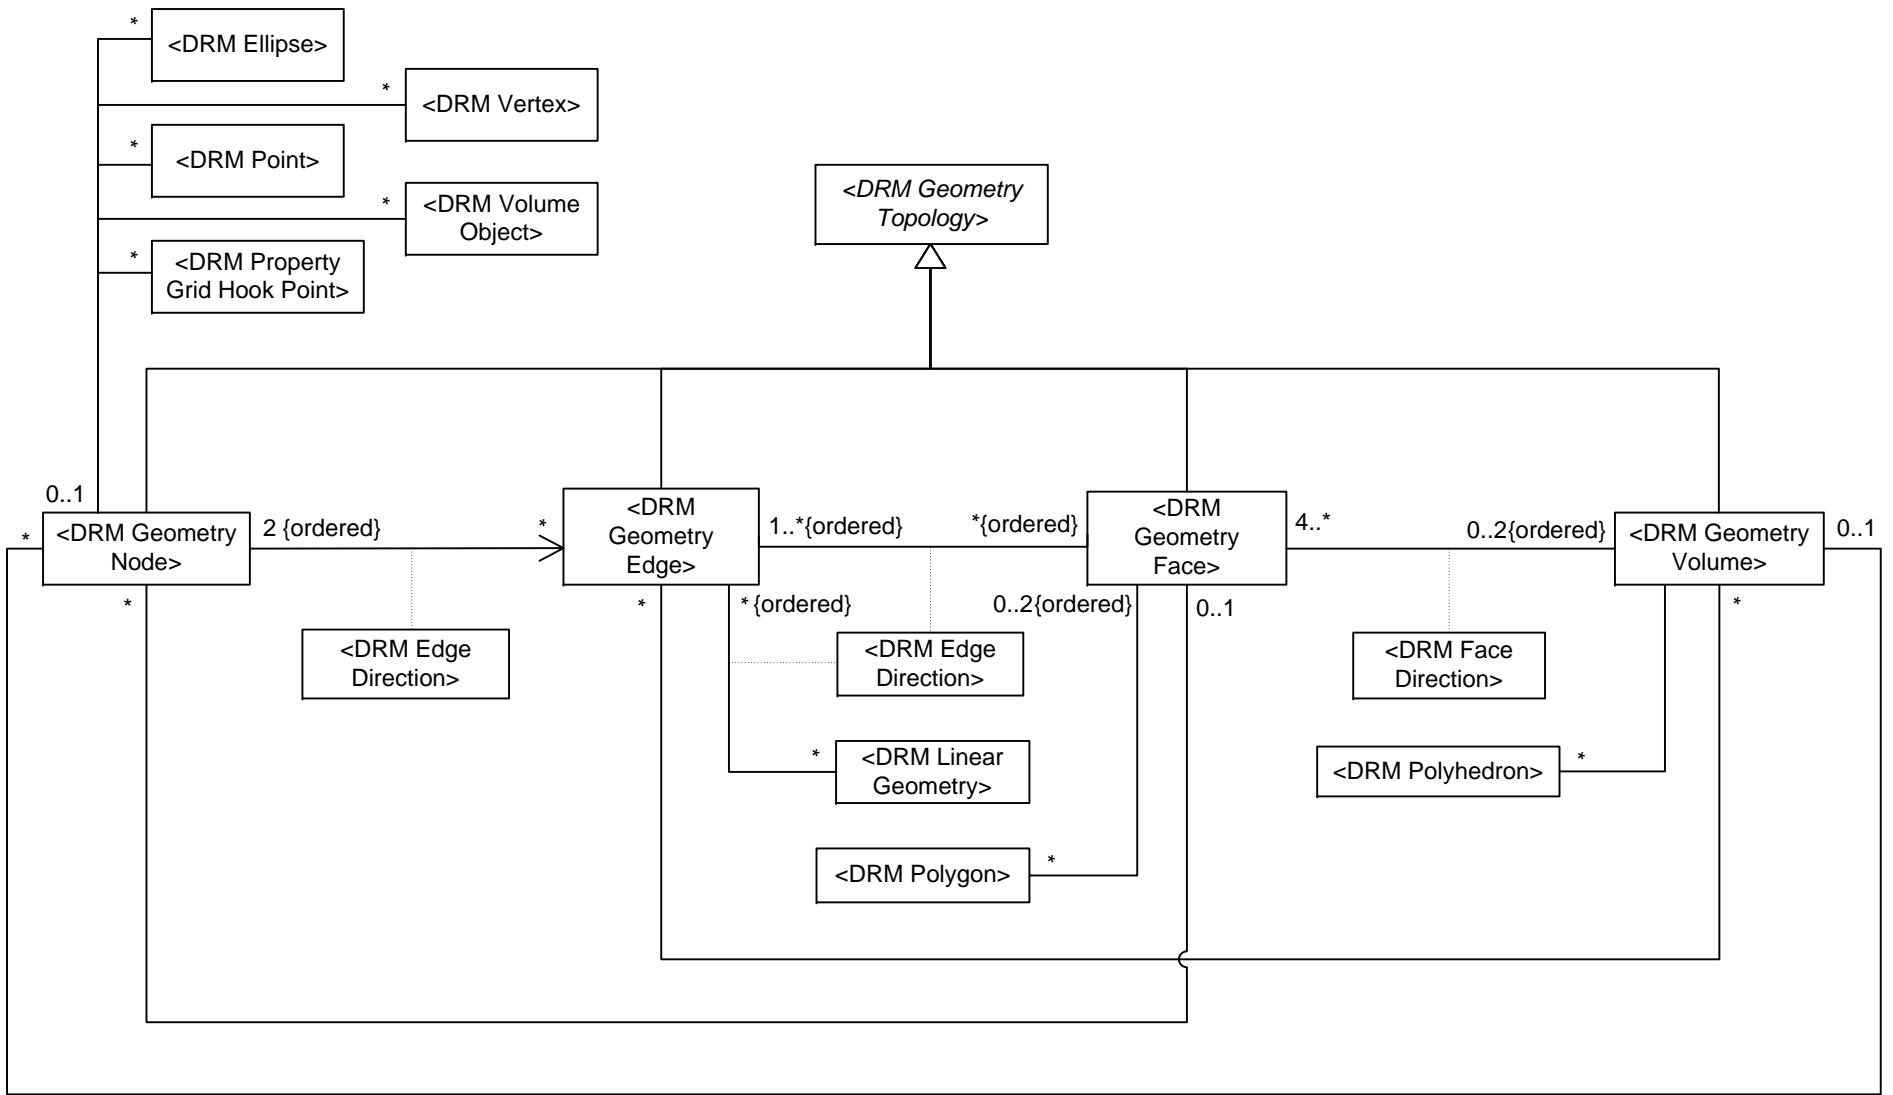 *
<DRM Ellipse>
*
<DRM Vertex>
*
<DRM Point>
*
<DRM Volume
Object>
*
<DRM Property
Grid Hook Point>
<DRM Geometry
Topology>
0..1
*
<DRM Geometry
Node>
2 {ordered}
*
<DRM
Geometry
Edge>
1..*{ordered}
*{ordered}
<DRM
Geometry
Face>
4..*
0..2{ordered}
<DRM Geometry
Volume>
0..1
*
*
*{ordered}
0..2{ordered}
0..1
*
<DRM Edge
Direction>
<DRM Edge
Direction>
<DRM Face
Direction>
*
<DRM Linear
Geometry>
<DRM Polyhedron>
*
<DRM Polygon>
*